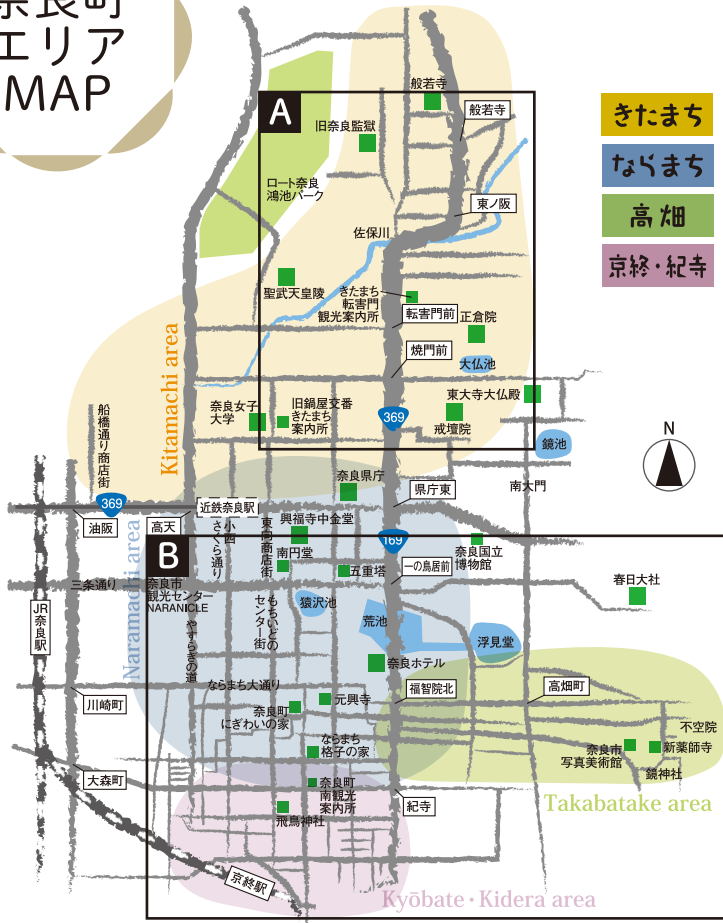 奈良町
エリア
MAP
きたまち
ならまち
高畑
京終・紀寺
A
般若寺
般若寺
旧奈良監獄
ロート奈良
鴻池パーク
東ノ阪
佐保川
聖武天皇陵
きたまち
転害門
観光案内所
転害門前
正倉院
焼門前
大仏池
東大寺大仏殿
Kitamachi area
船橋通り商店街
奈良女子
大学
旧鍋屋交番
きたまち
案内所
369
戒壇院
鏡池
N
奈良県庁
県庁東
南大門
369
近鉄奈良駅
油阪
高天
小西
さくら通り
東向商店街
興福寺中金堂
169
奈良国立
博物館
B
南円堂
五重塔
一の鳥居前
春日大社
三条通り
奈良市
観光センター
NARANICLE
Naramachi area
もちいどの
センター街
猿沢池
荒池
浮見堂
JR奈良駅
やすらぎの道
奈良ホテル
ならまち大通り
福智院北
高畑町
川崎町
元興寺
奈良町
にぎわいの家
不空院
ならまち
格子の家
奈良市
写真美術館
新薬師寺
鏡神社
大森町
奈良町
南観光
案内所
紀寺
飛鳥神社
Takabatake area
京終駅
Kyōbate・Kidera area